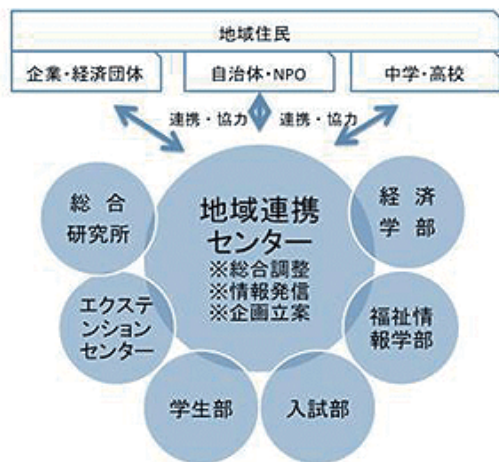 地域住民
企業・経済団体
自治体・NPO
中学・高校
連携・協力
連携・協力
地域連携
センター
※総合調整
※情報発信
※企画立案
総合
研究所
経済
学部
エクステ
ンション
センター
福祉情
報学部
学生部
入試部